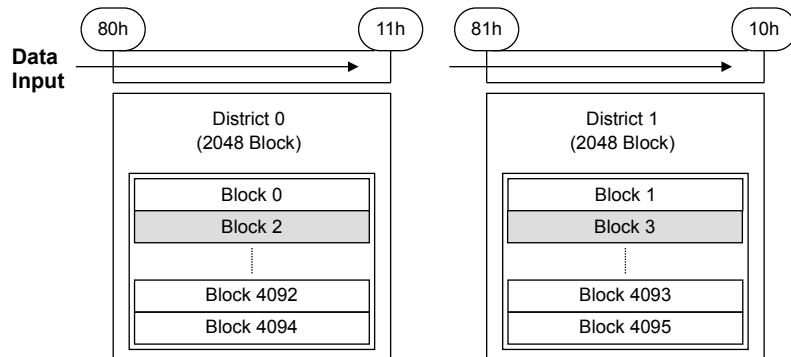 80h
11h
81h
10h
Data
Input
District 0
(2048 Block)
Block 0
Block 2
Block 4092
Block 4094
District 1
(2048 Block)
Block 1
Block 3
Block 4093
Block 4095